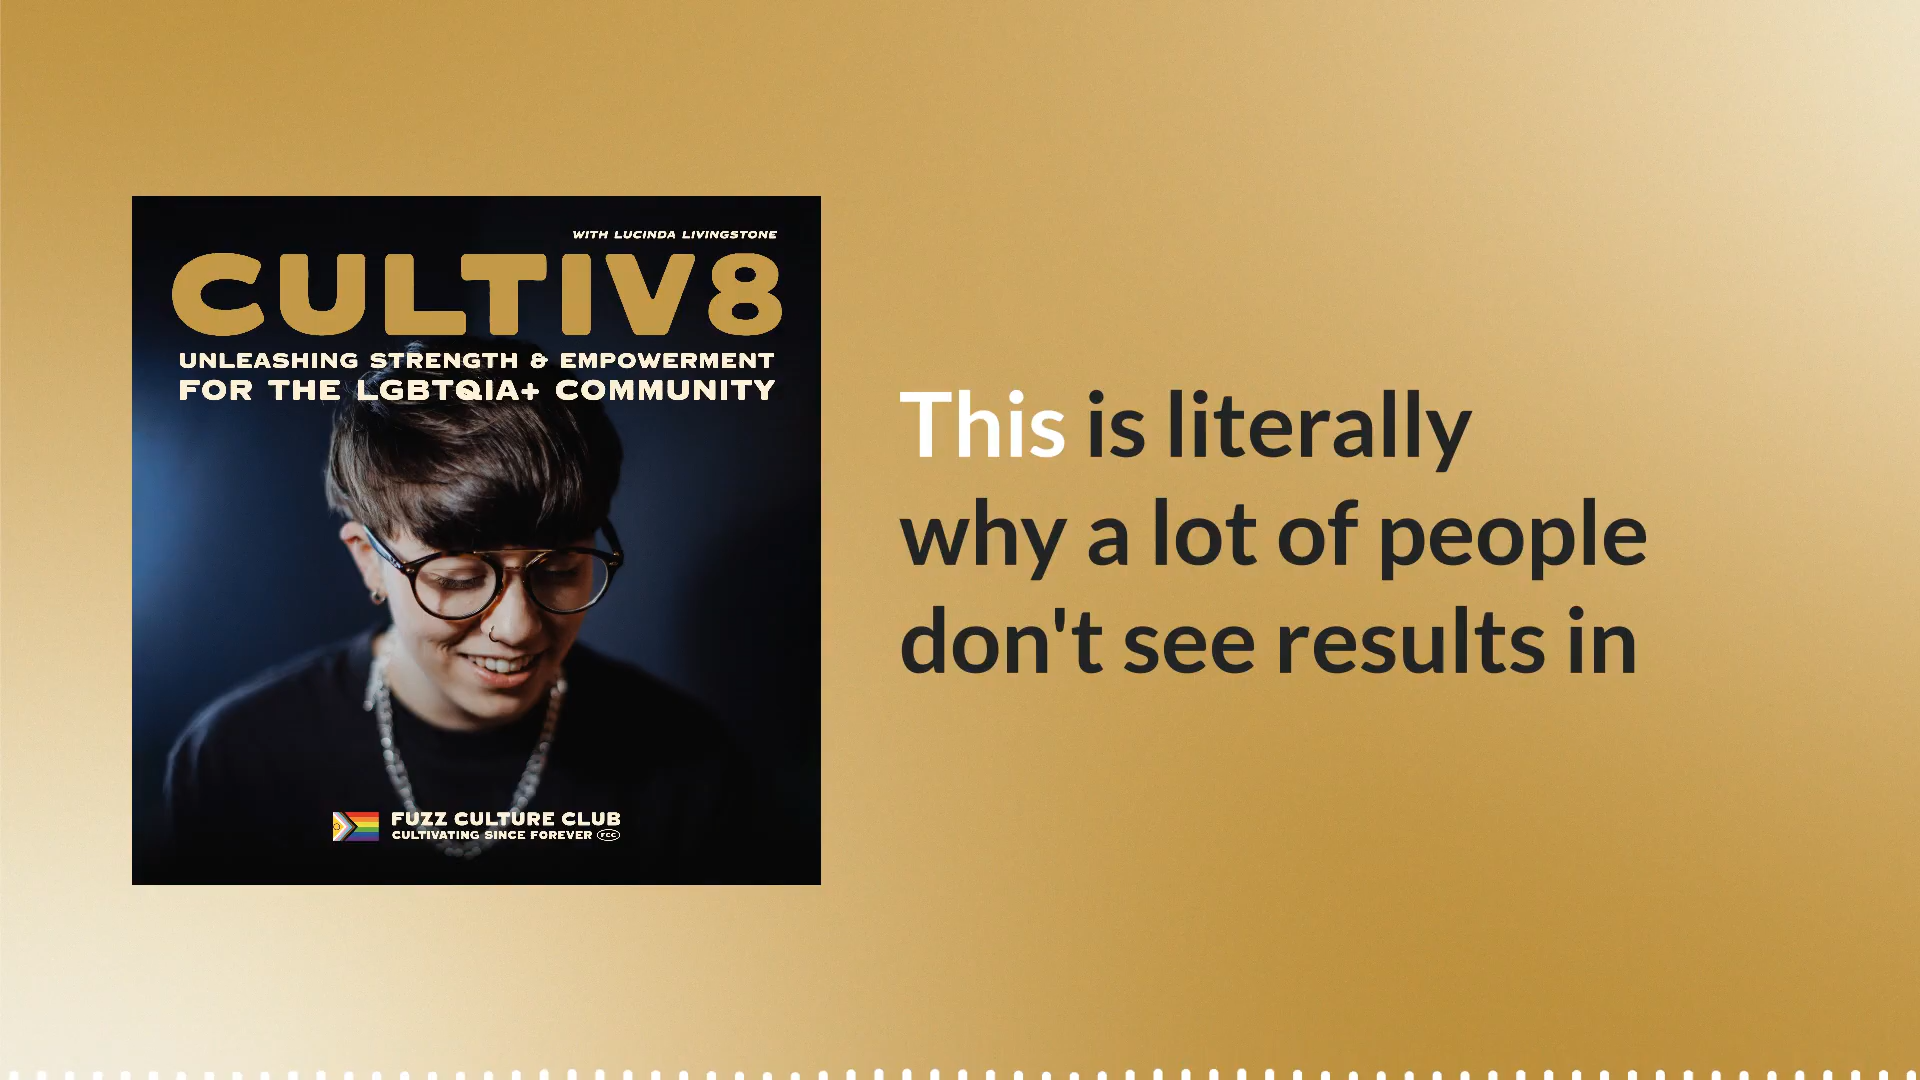 WITH LUCINDA LIVINGSTONE
CULTIV8
UNLEASHING STRENGTH & EMPOWERMENT
FOR THE LGBTQIA+ COMMUNITY
FUZZ CULTURE CLUB
CULTIVATING SINCE FOREVER FCC
This is literally
why a lot of people
don't see results in